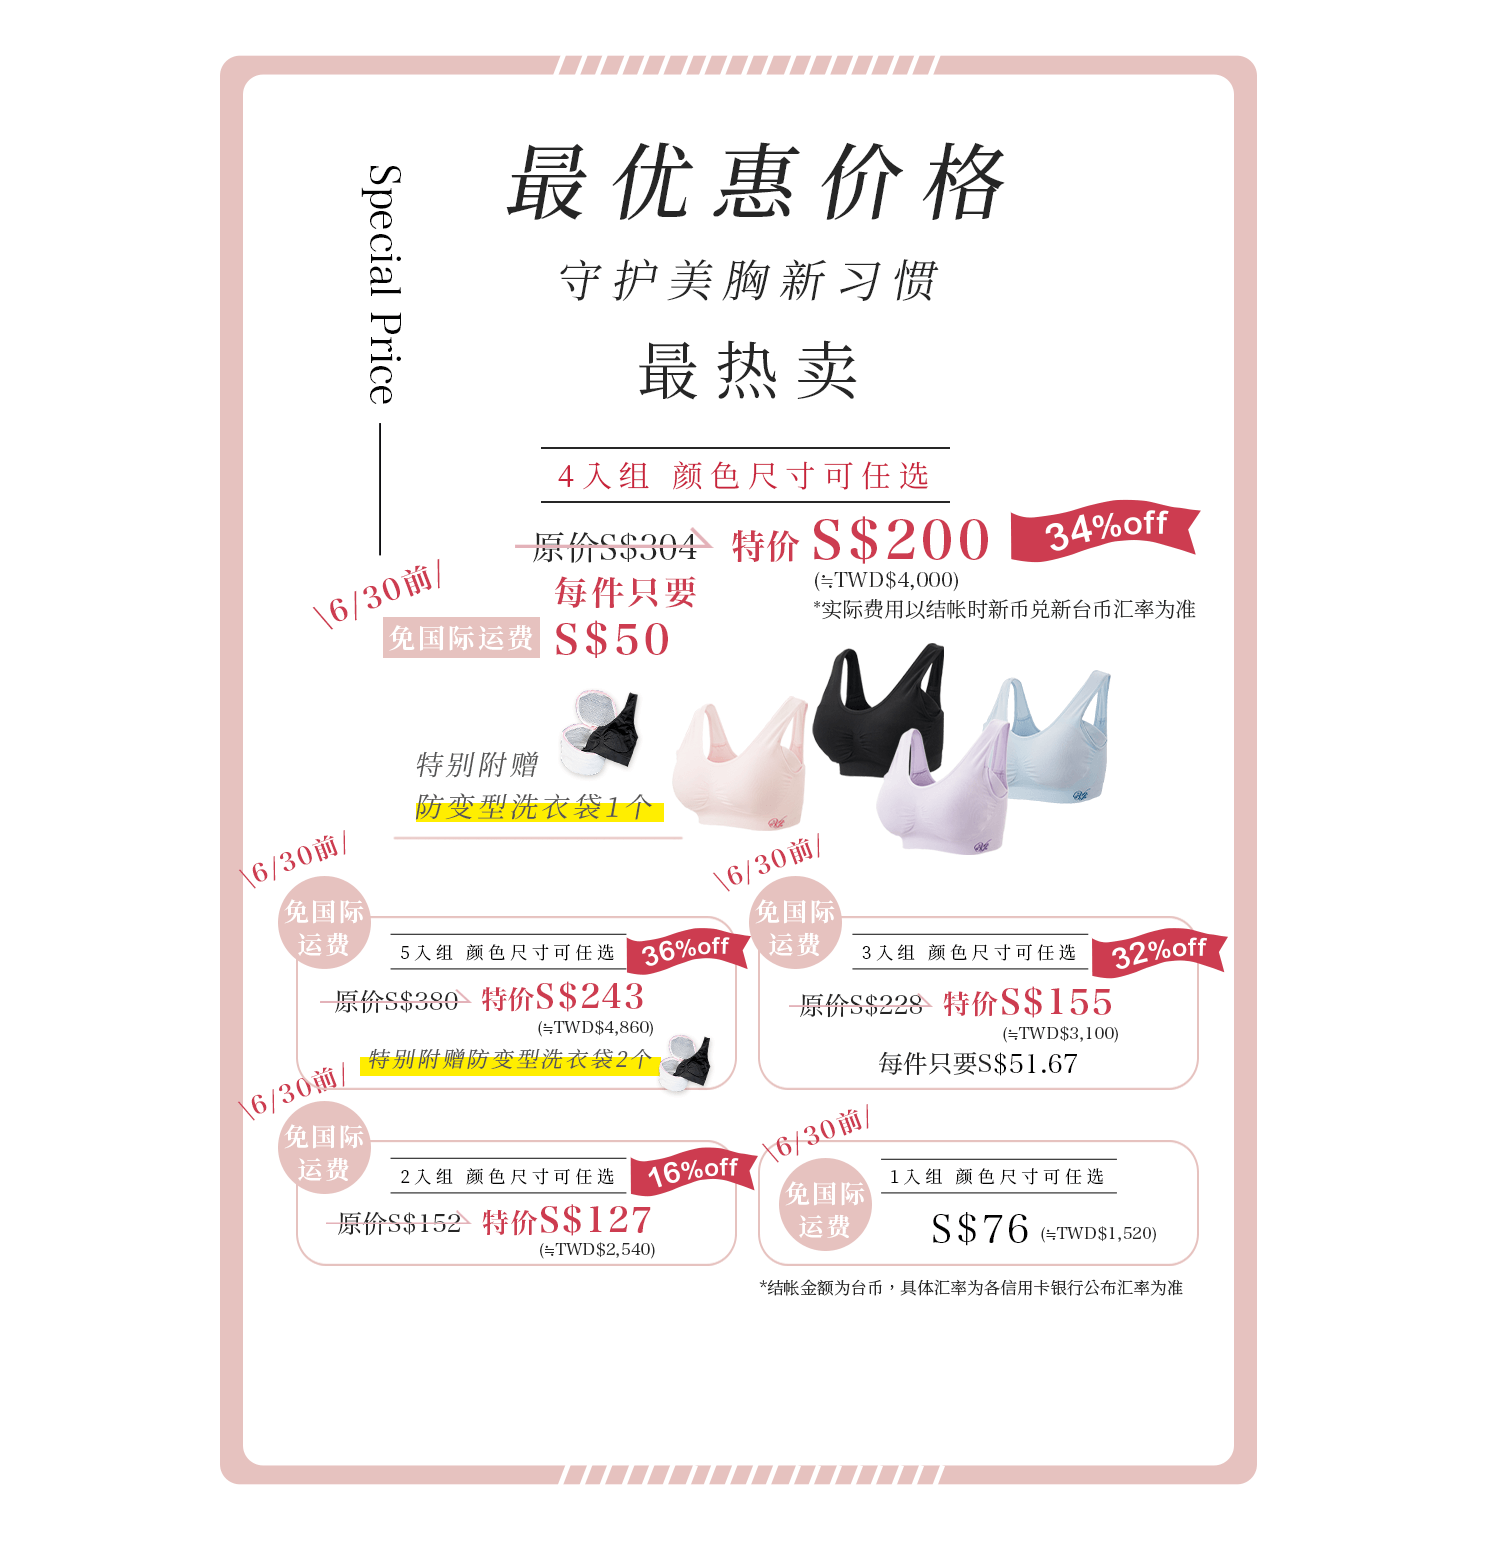 Special Price
最优惠价格
守护美胸新习惯
最热卖
4入组 颜色尺寸可任选
原价S$304
特价 S$200
34%off
(≒TWD$4,000)
*实际费用以结帐时新币兑新台币汇率为准
每件只要
S$50
\6/30前/
免国际运费
特别附赠
防变型洗衣袋1个
\6/30前/
免国际
运费
5入组 颜色尺寸可任选
36%off
原价S$380
特价S$243
(≒TWD$4,860)
特别附赠防变型洗衣袋2个
\6/30前/
免国际
运费
3入组 颜色尺寸可任选
32%off
原价S$228
特价S$155
(≒TWD$3,100)
每件只要S$51.67
\6/30前/
免国际
运费
2入组 颜色尺寸可任选
16%off
原价S$152
特价S$127
(≒TWD$2,540)
\6/30前/
免国际
运费
1入组 颜色尺寸可任选
S$76 (≒TWD$1,520)
*结帐金额为台币，具体汇率为各信用卡银行公布汇率为准